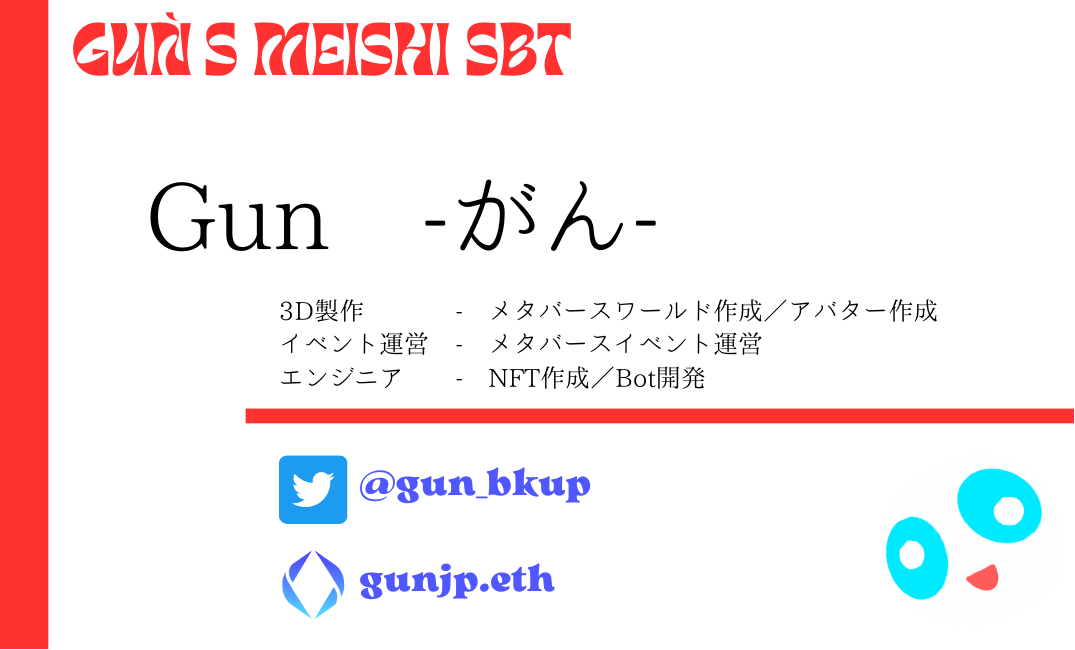 GUǸS MEISHI SBT
Gun -がん-
3D製作 - メタバースワールド作成／アバター作成
イベント運営 - メタバースイベント運営
エンジニア - NFT作成／Bot開発
@gun_bkup
gunjp.eth